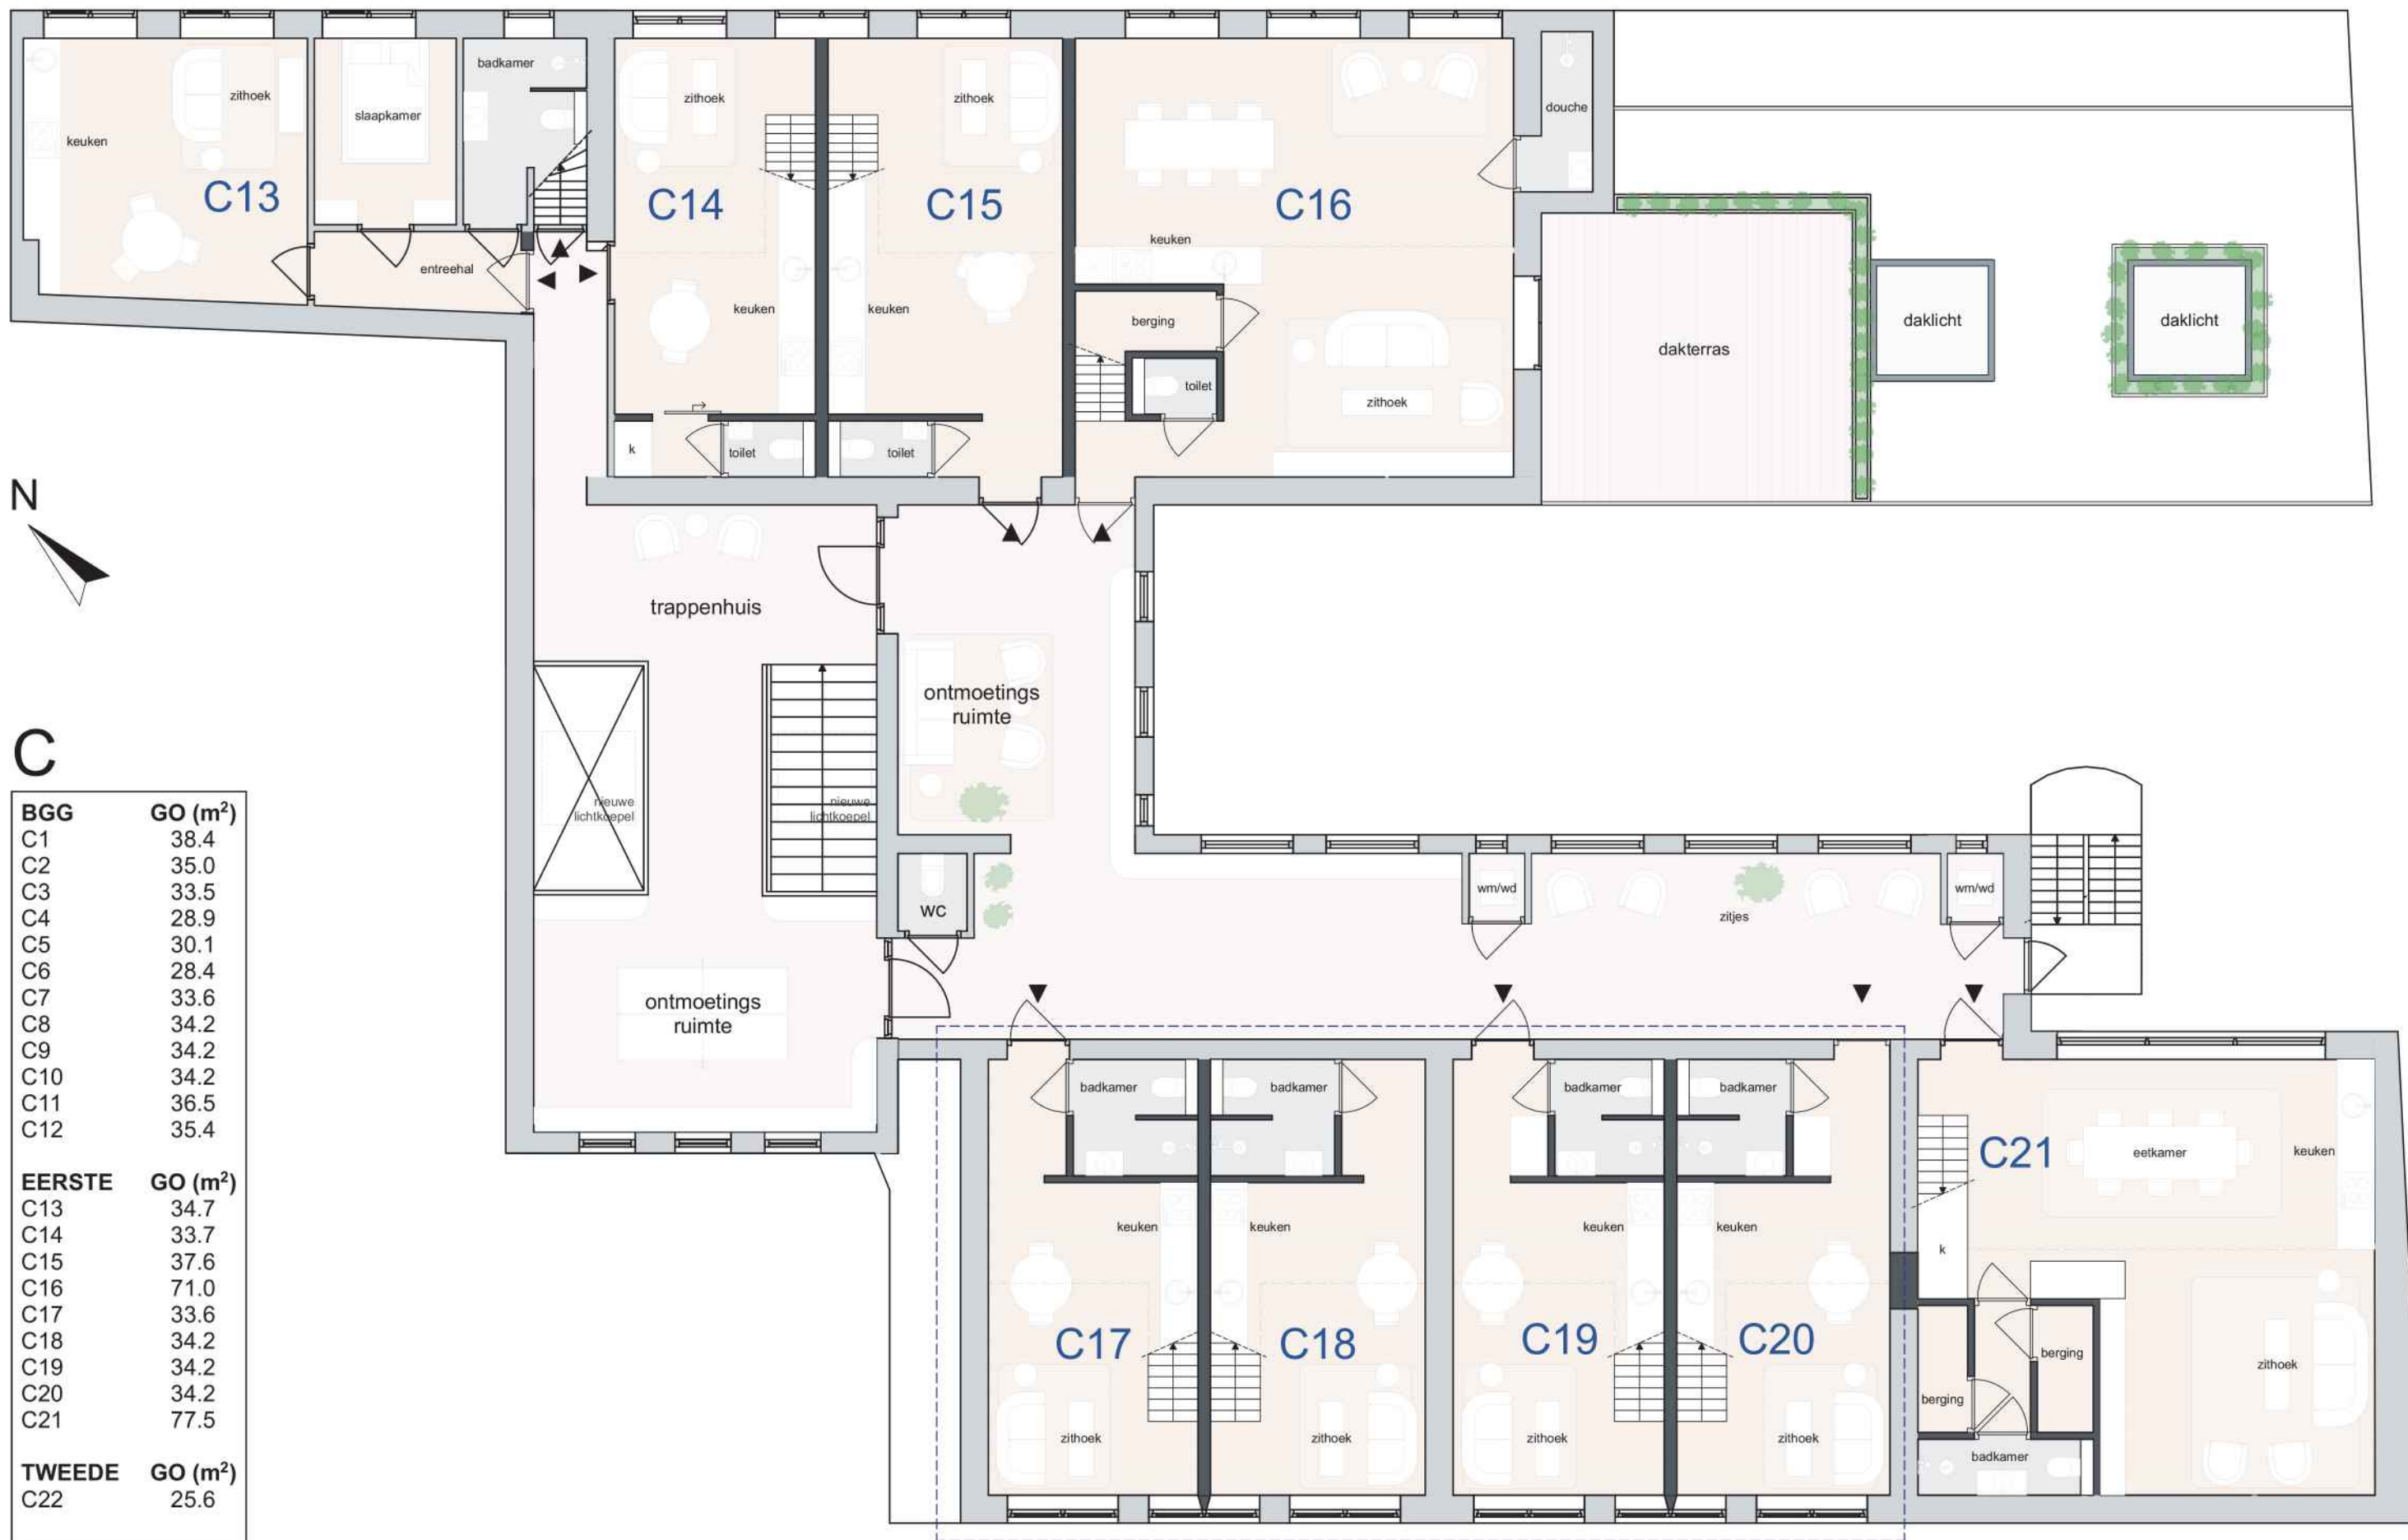 badkamer
zithoek
slaapkamer
keuken
C13
entreehal
zithoek
C14
keuken
k
toilet
zithoek
C15
keuken
toilet
C16
keuken
berging
toilet
zithoek
douche
dakterras
daklicht
daklicht
N
trappenhuis
ontmoetings
ruimte
nieuwe
lichtkoepel
nieuwe
lichtkoepel
wc
wm/wd
zitjes
wm/wd
ontmoetings
ruimte
badkamer
keuken
C17
zithoek
badkamer
keuken
C18
zithoek
badkamer
keuken
C19
zithoek
badkamer
keuken
C20
zithoek
C21
eetkamer
keuken
k
berging
berging
zithoek
badkamer
C
BGG GO (m²)
C1 38.4
C2 35.0
C3 33.5
C4 28.9
C5 30.1
C6 28.4
C7 33.6
C8 34.2
C9 34.2
C10 34.2
C11 36.5
C12 35.4
EERSTE GO (m²)
C13 34.7
C14 33.7
C15 37.6
C16 71.0
C17 33.6
C18 34.2
C19 34.2
C20 34.2
C21 77.5
TWEEDE GO (m²)
C22 25.6